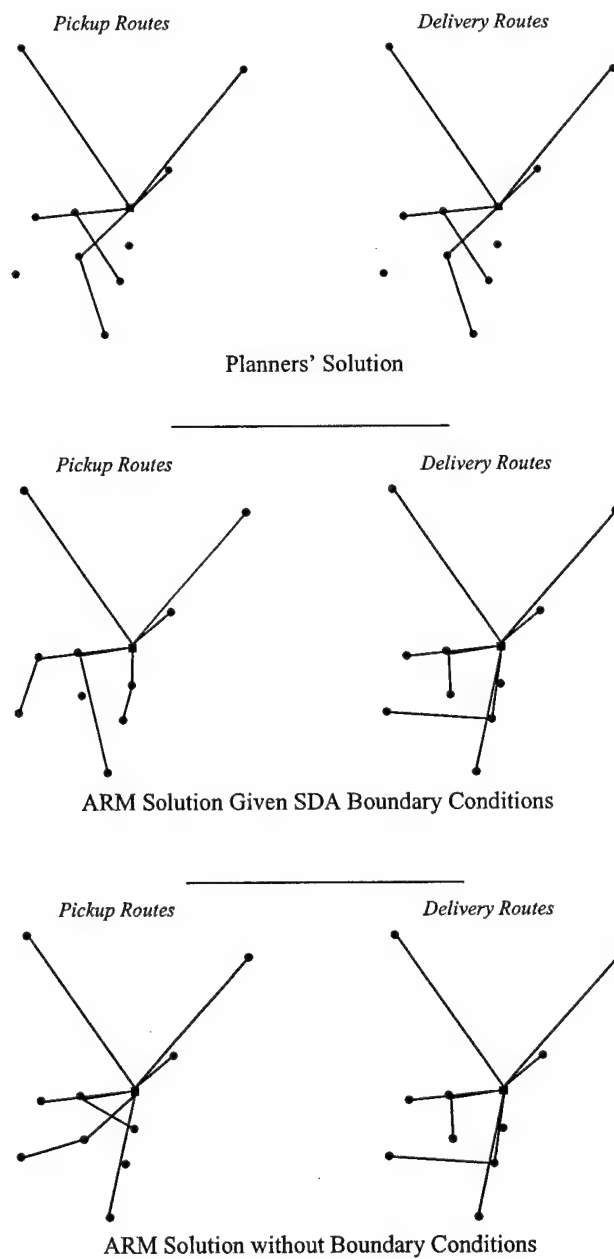 Pickup Routes
Delivery Routes
Planners' Solution
Pickup Routes
Delivery Routes
ARM Solution Given SDA Boundary Conditions
Pickup Routes
Delivery Routes
ARM Solution without Boundary Conditions